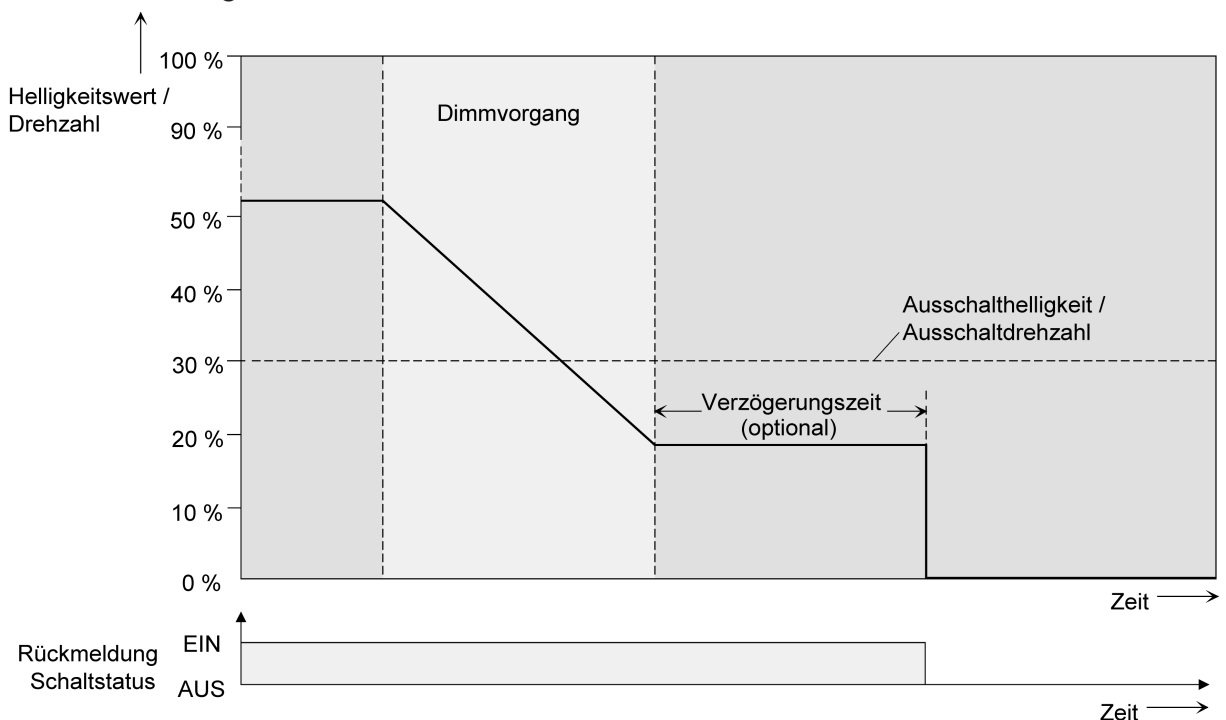 100 %
Helligkeitswert /
Drehzahl
90 %
Dimmvorgang
50 %
40 %
Ausschalthelligkeit /
Ausschaltdrehzahl
30 %
Verzögerungszeit
(optional)
20 %
10 %
0 %
Zeit
Rückmeldung
Schaltstatus
EIN
AUS
Zeit